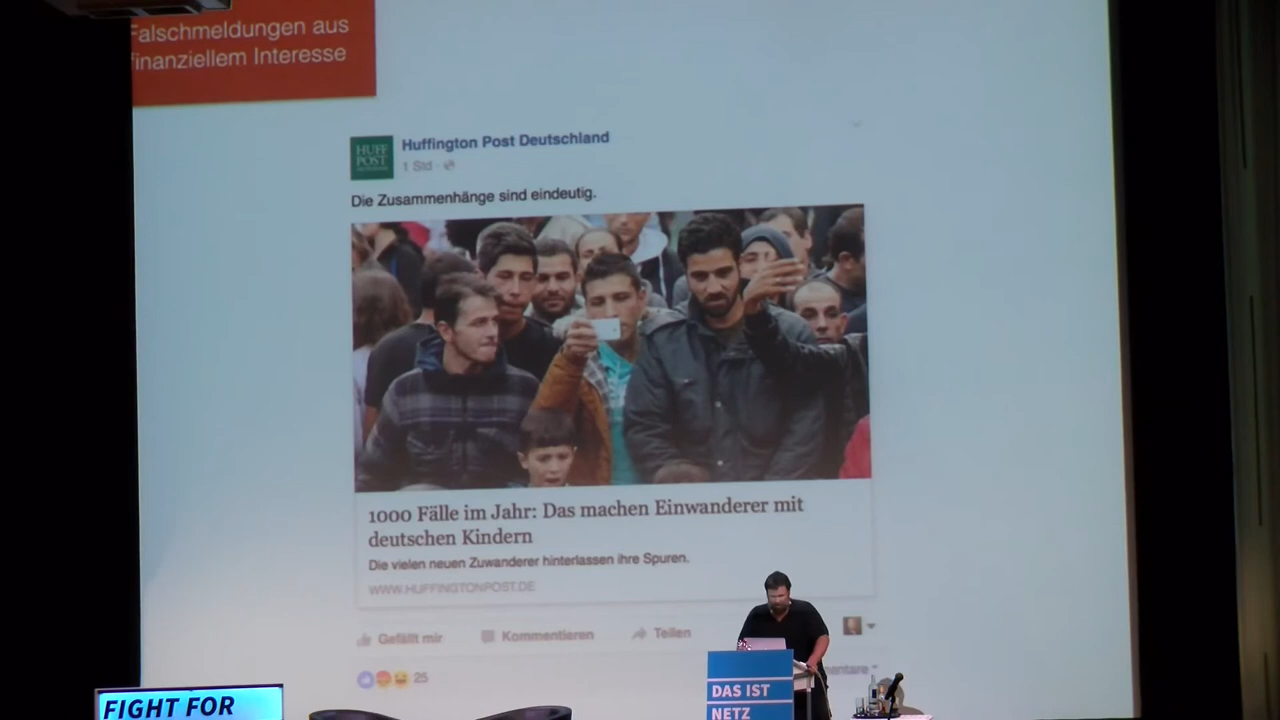 Falschmeldungen aus
finanziellem Interesse
HUFF
POST
Huffington Post Deutschland
1 Std
Die Zusammenhänge sind eindeutig.
1000 Fälle im Jahr: Das machen Einwanderer mit
deutschen Kindern
Die vielen neuen Zuwanderer hinterlassen ihre Spuren.
WWW.HUFFINGTONPOST.DE
Gefällt mir
Kommentieren
Teilen
25
DAS IST
NETZ
FIGHT FOR